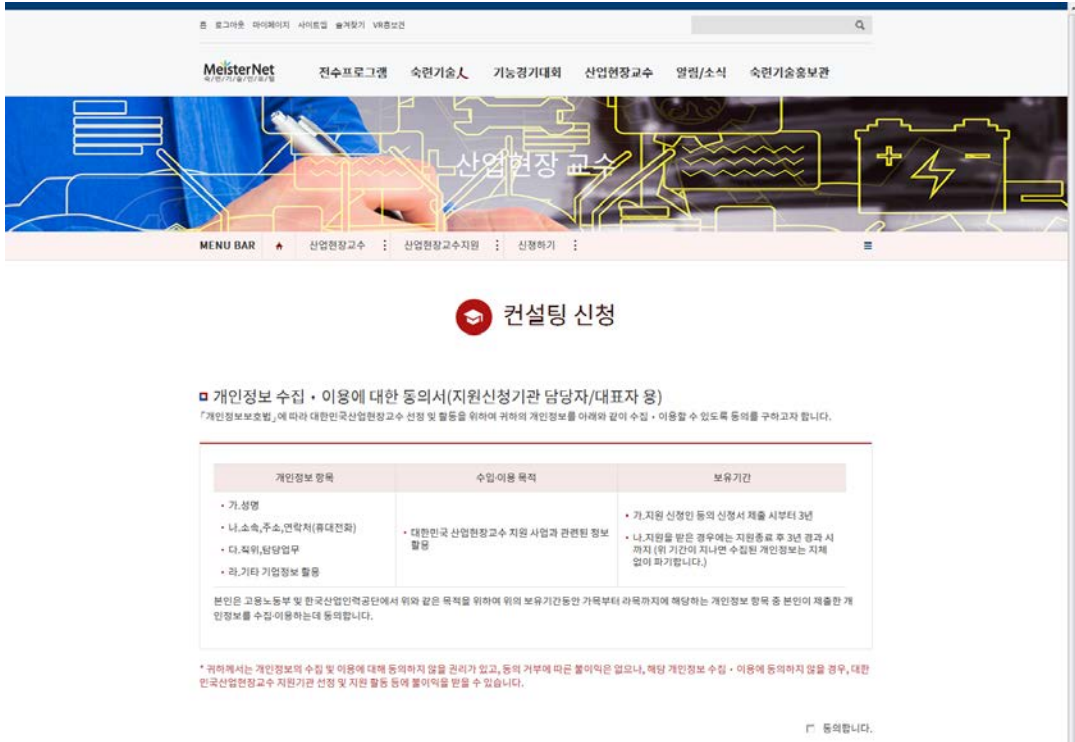 홈 로그아웃 마이페이지 사이트맵 즐겨찾기 VR홍보관
MeisterNet 전수프로그램 숙련기술人 기능경기대회 산업현장교수 알림/소식 숙련기술홍보관
숙/련/기/술/인/포/털
산업현장 교수
MENU BAR 산업현장교수 산업현장교수지원 신청하기
컨설팅 신청
개인정보 수집・이용에 대한 동의서(지원신청기관 담당자/대표자 용)
「개인정보보호법」에 따라 대한민국산업현장교수 선정 및 활동을 위하여 귀하의 개인정보를 아래와 같이 수집・이용할 수 있도록 동의를 구하고자 합니다.
개인정보 항목 수입·이용 목적 보유기간
• 가.성명
• 나.소속,주소,연락처(휴대전화)
• 다.직위,담당업무
• 라.기타 기업정보 활용
• 대한민국 산업현장교수 지원 사업과 관련된 정보
활용
• 가.지원 신청인 등의 신청서 제출 시부터 3년
• 나.지원을 받은 경우에는 지원종료 후 3년 경과 시
까지 (위 기간이 지나면 수집된 개인정보는 지체
없이 파기합니다.)
본인은 고용노동부 및 한국산업인력공단에서 위와 같은 목적을 위하여 위의 보유기간동안 가목부터 라목까지에 해당하는 개인정보 항목 중 본인이 제출한 개
인정보를 수집·이용하는데 동의합니다.
* 귀하께서는 개인정보의 수집 및 이용에 대해 동의하지 않을 권리가 있고, 동의 거부에 따른 불이익은 없으나, 해당 개인정보 수집・이용에 동의하지 않을 경우, 대한
민국산업현장교수 지원기관 선정 및 지원 활동 등에 불이익을 받을 수 있습니다.
동의합니다.